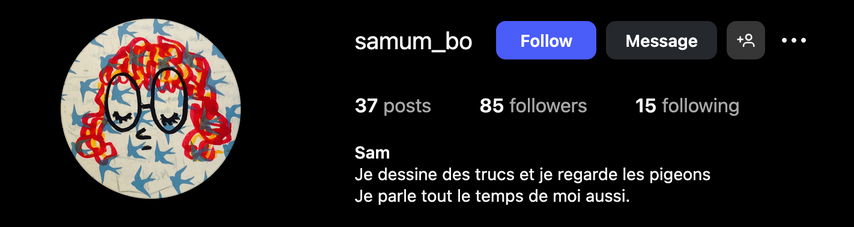 samum_bo Follow Message
37 posts 85 followers 15 following
Sam
Je dessine des trucs et je regarde les pigeons
Je parle tout le temps de moi aussi.